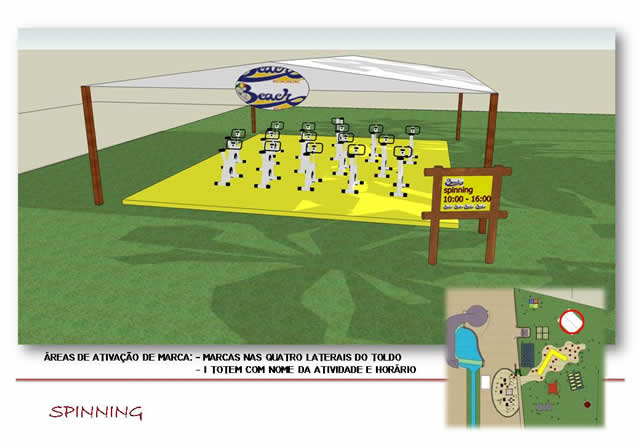 Beach
Beach
spinning
10:00 - 16:00
ÁREAS DE ATIVAÇÃO DE MARCA: - MARCAS NAS QUATRO LATERAIS DO TOLDO
- 1 TOTEM COM NOME DA ATIVIDADE E HORÁRIO
SPINNING